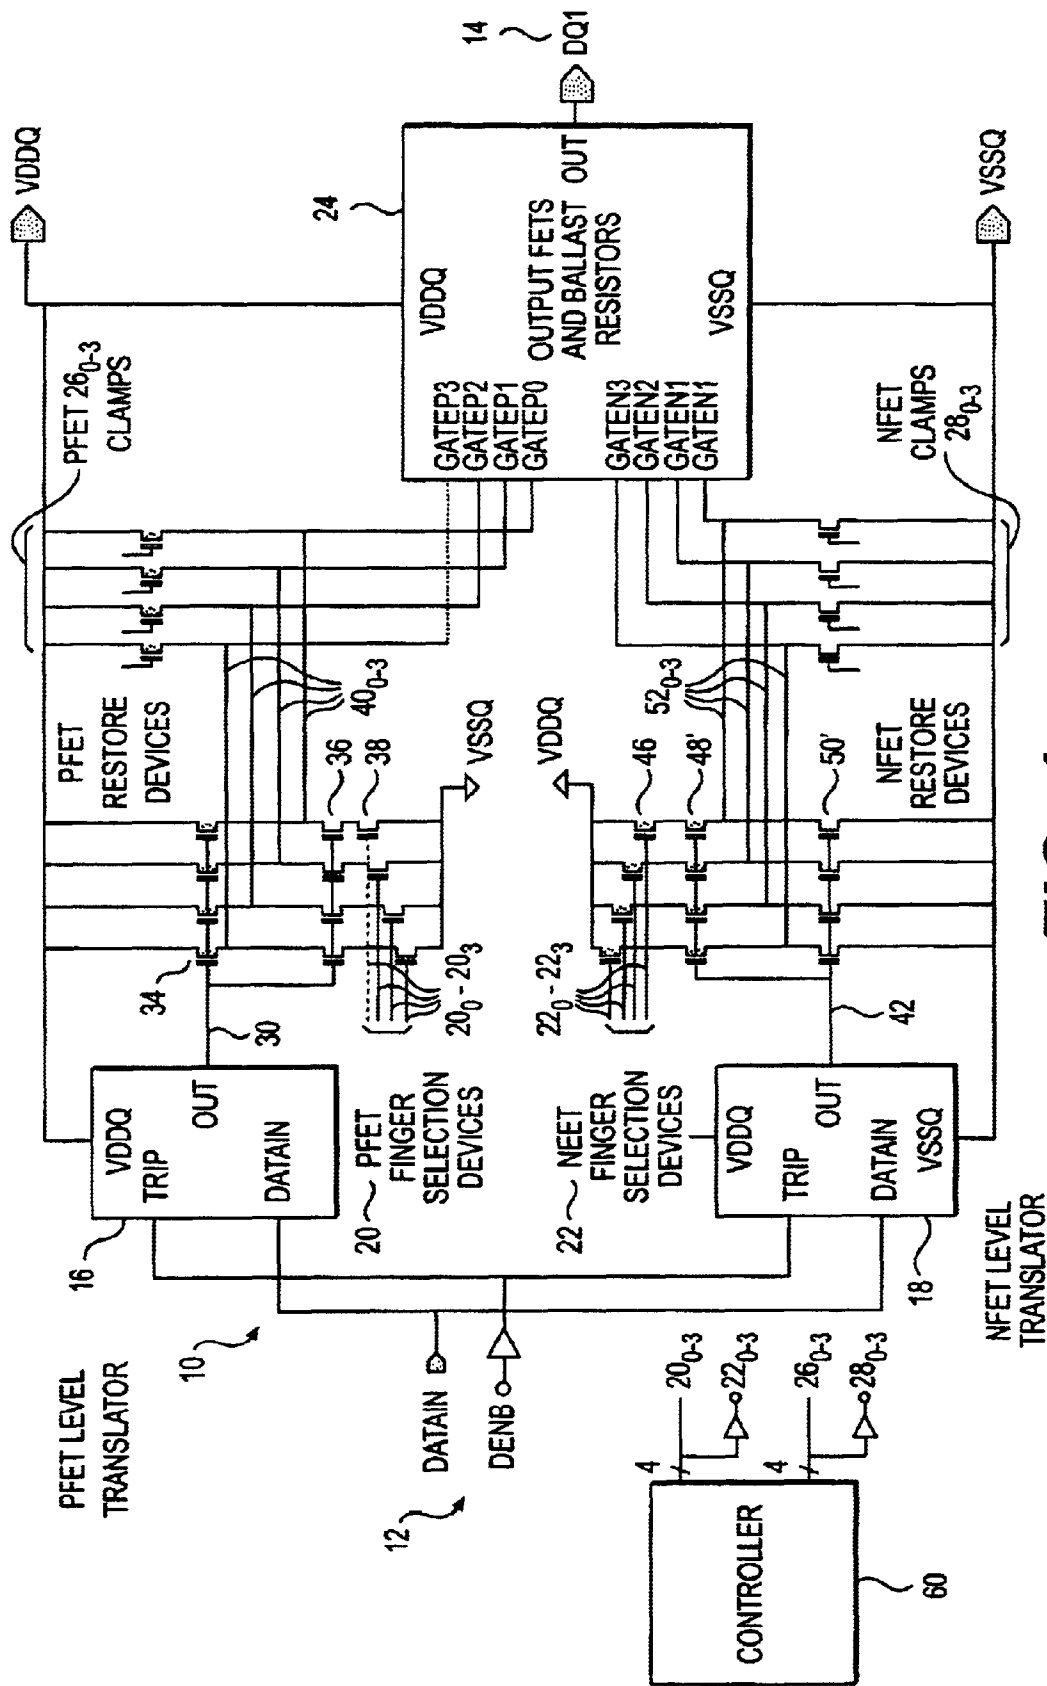 PFET LEVEL
TRANSLATOR
10
12
DATAIN
DENB
16
VDDQ
TRIP
OUT
DATAIN
30
34
PFET
RESTORE
DEVICES
PFET 26₀₋₃
CLAMPS
VDDQ
36
38
40₀₋₃
20₀ - 20₃
20
PFET
FINGER
SELECTION
DEVICES
VSSQ
24
VDDQ
GATEP3
GATEP2
GATEP1
GATEP0
OUTPUT FETS
AND BALLAST
RESISTORS
OUT
GATEN3
GATEN2
GATEN1
GATEN1
VSSQ
14
DQ1
22
NEET
FINGER
SELECTION
DEVICES
22₀ - 22₃
VDDQ
46
48'
50'
52₀₋₃
NFET
RESTORE
DEVICES
NFET
CLAMPS
28₀₋₃
VSSQ
VDDQ
TRIP
OUT
DATAIN
VSSQ
42
18
NFET LEVEL
TRANSLATOR
CONTROLLER
60
4
20₀₋₃
22₀₋₃
4
26₀₋₃
28₀₋₃